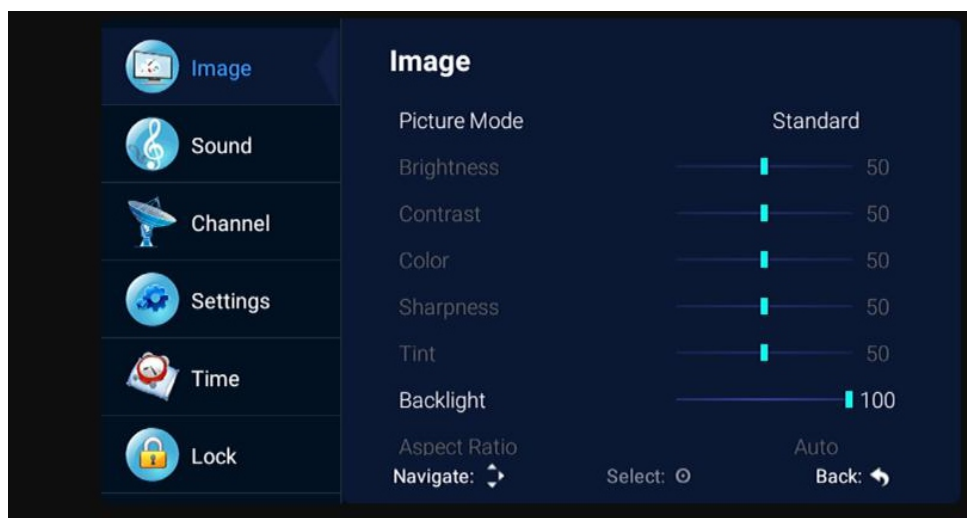 Image
Sound
Channel
Settings
Time
Lock
Image
Picture Mode Standard
Brightness 50
Contrast 50
Color 50
Sharpness 50
Tint 50
Backlight 100
Aspect Ratio Auto
Navigate: Select: Back: